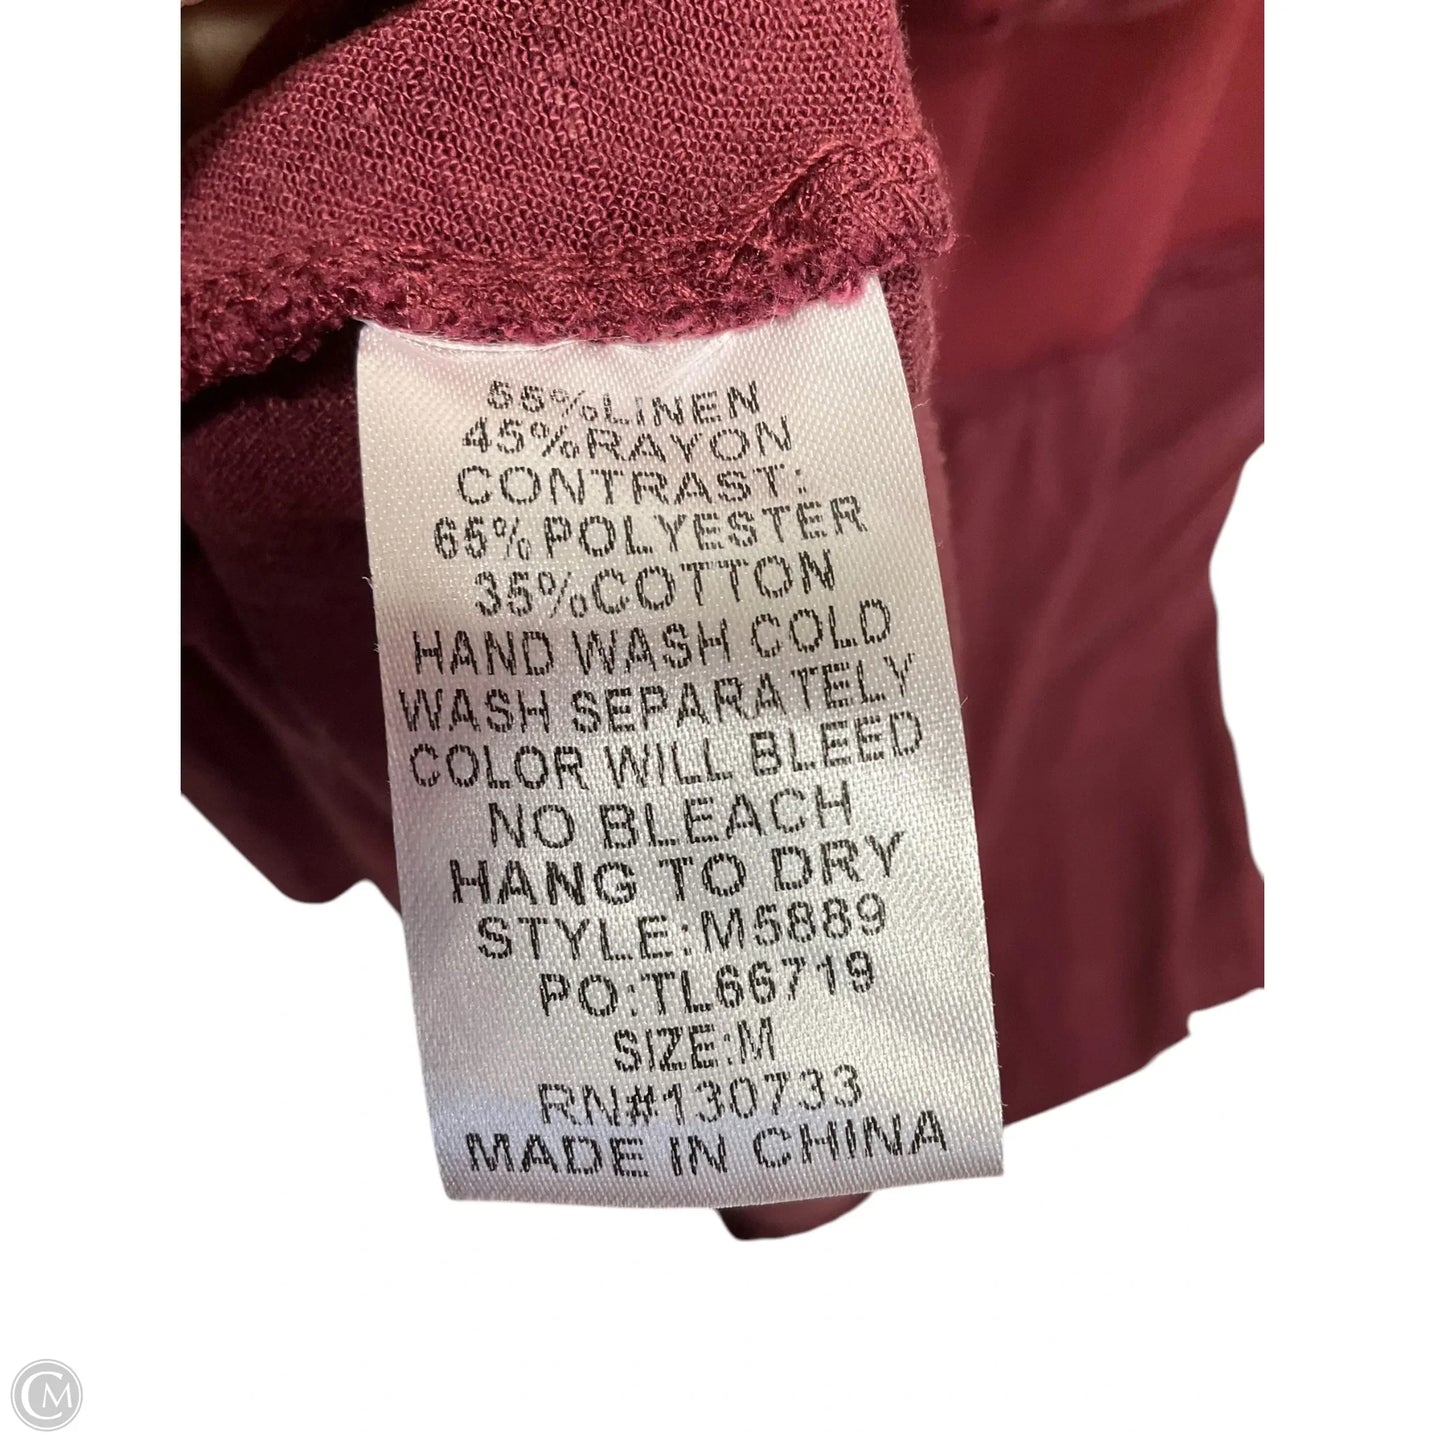 55%LINEN
45%RAYON
CONTRAST:
65%POLYESTER
35%COTTON
HAND WASH COLD
WASH SEPARATELY
COLOR WILL BLEED
NO BLEACH
HANG TO DRY
STYLE:M5889
PO:TL66719
SIZE:M
RN#130733
MADE IN CHINA
CM